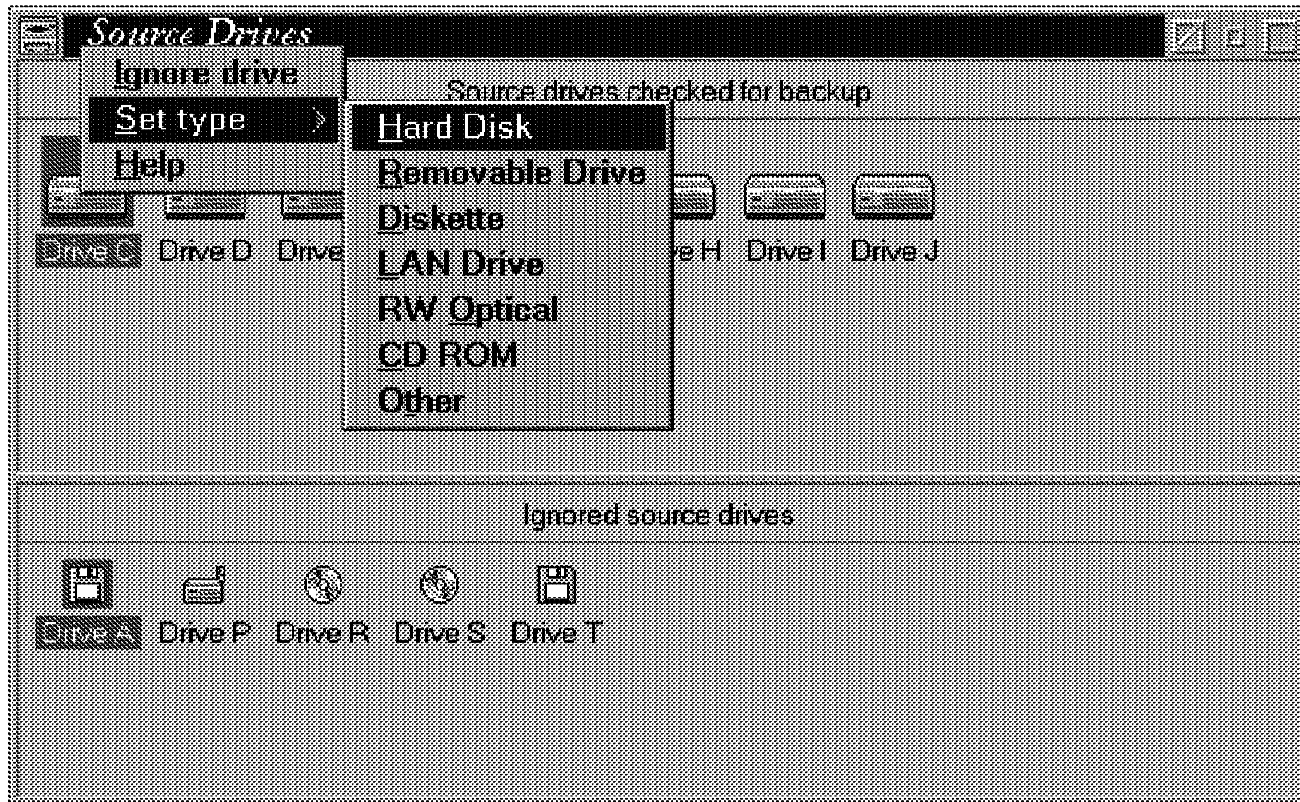 Source Drives
Ignore drive
Source drives checked for backup
Set type
Hard Disk
Help
Removable Drive
Diskette
Drive C Drive D Drive e H Drive I Drive J
LAN Drive
RW Optical
CD ROM
Other
Ignored source drives
Drive A Drive P Drive R Drive S Drive T